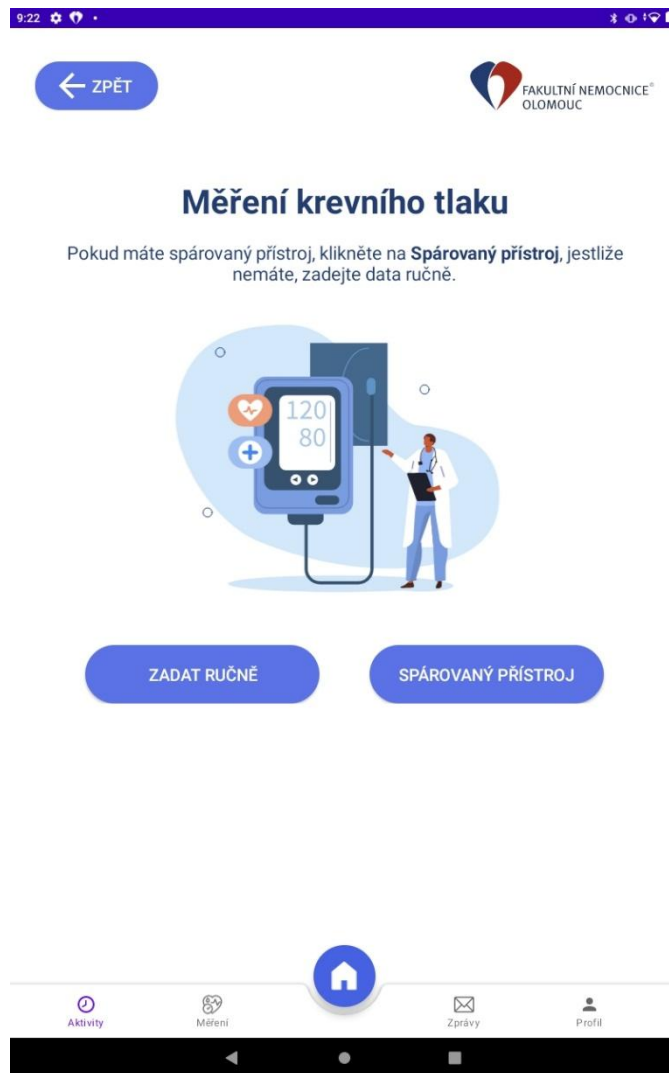 9:22
ZPĚT
FAKULTNÍ NEMOCNICE®
OLOMOUC
Měření krevního tlaku
Pokud máte spárovaný přístroj, klikněte na Spárovaný přístroj, jestliže
nemáte, zadejte data ručně.
120
80
ZADAT RUČNĚ
SPÁROVANÝ PŘÍSTROJ
Aktivity
Měření
Zprávy
Profil